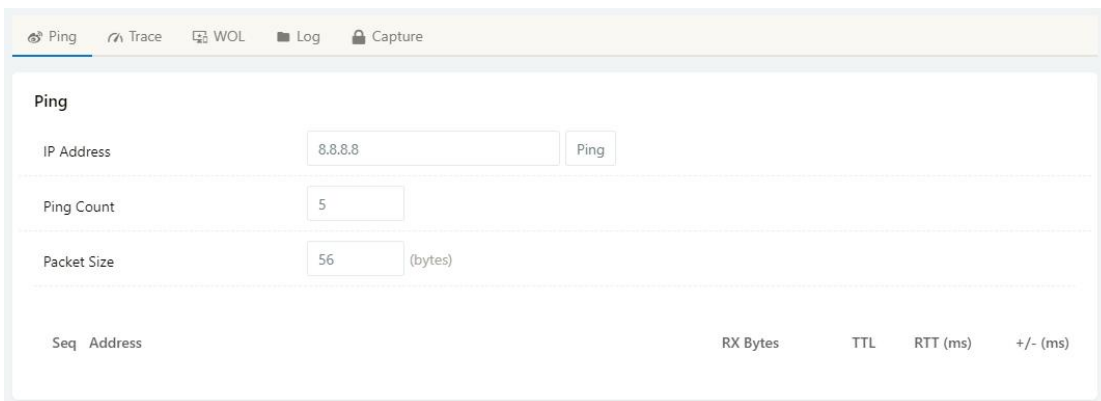 Ping Trace WOL Log Capture
Ping
IP Address 8.8.8.8 Ping
Ping Count 5
Packet Size 56 (bytes)
Seq Address RX Bytes TTL RTT (ms) +/- (ms)